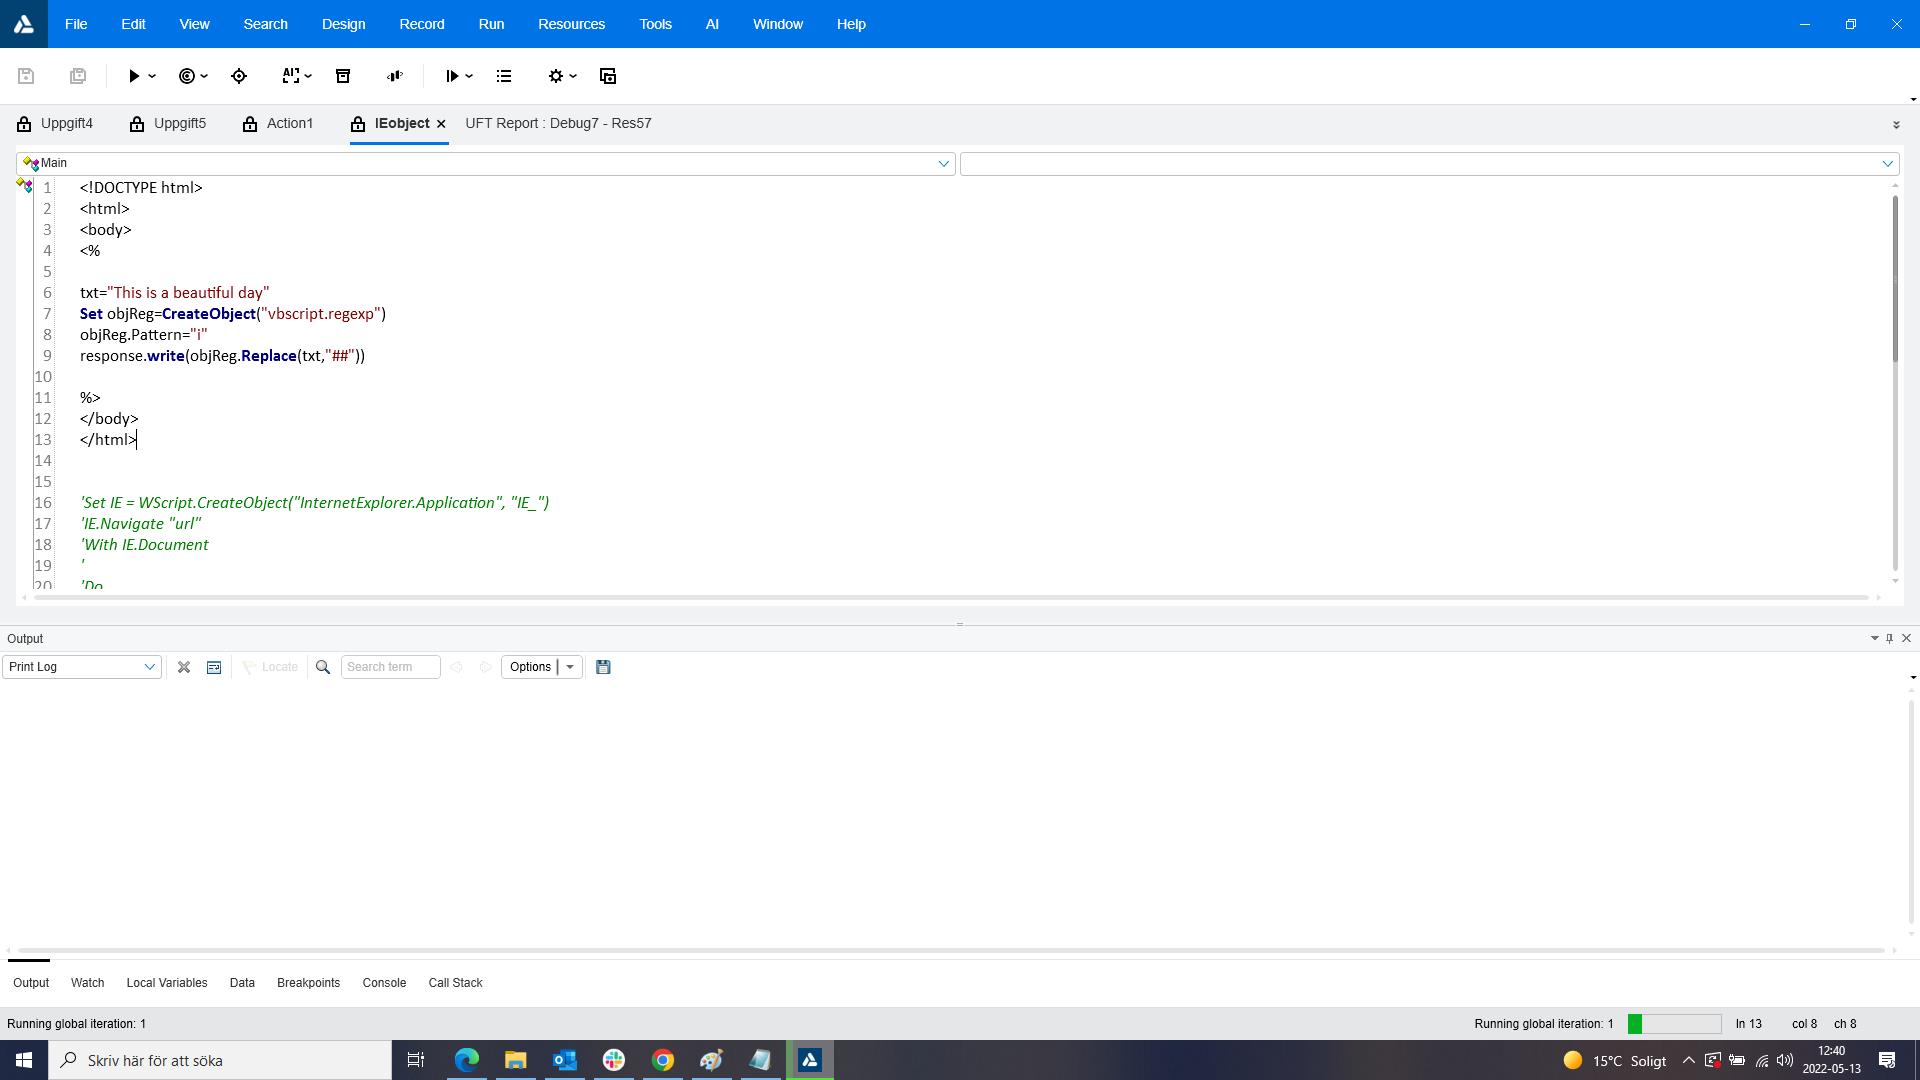 File Edit View Search Design Record Run Resources Tools AI Window Help
Uppgift4 Uppgift5 Action1 IEobject UFT Report : Debug7 - Res57
Main
1 <!DOCTYPE html>
2 <html>
3 <body>
4 <%
5
6 txt="This is a beautiful day"
7 Set objReg=CreateObject("vbscript.regexp")
8 objReg.Pattern="i"
9 response.write(objReg.Replace(txt,"##"))
10
11 %>
12 </body>
13 </html>
14
15
16 'Set IE = WScript.CreateObject("InternetExplorer.Application", "IE_")
17 'IE.Navigate "url"
18 'With IE.Document
19 '
20 'Do
Output
Print Log Locate Search term Options
Output Watch Local Variables Data Breakpoints Console Call Stack
Running global iteration: 1 Running global iteration: 1 ln 13 col 8 ch 8
Skriv här för att söka 15°C Soligt 12:40
2022-05-13